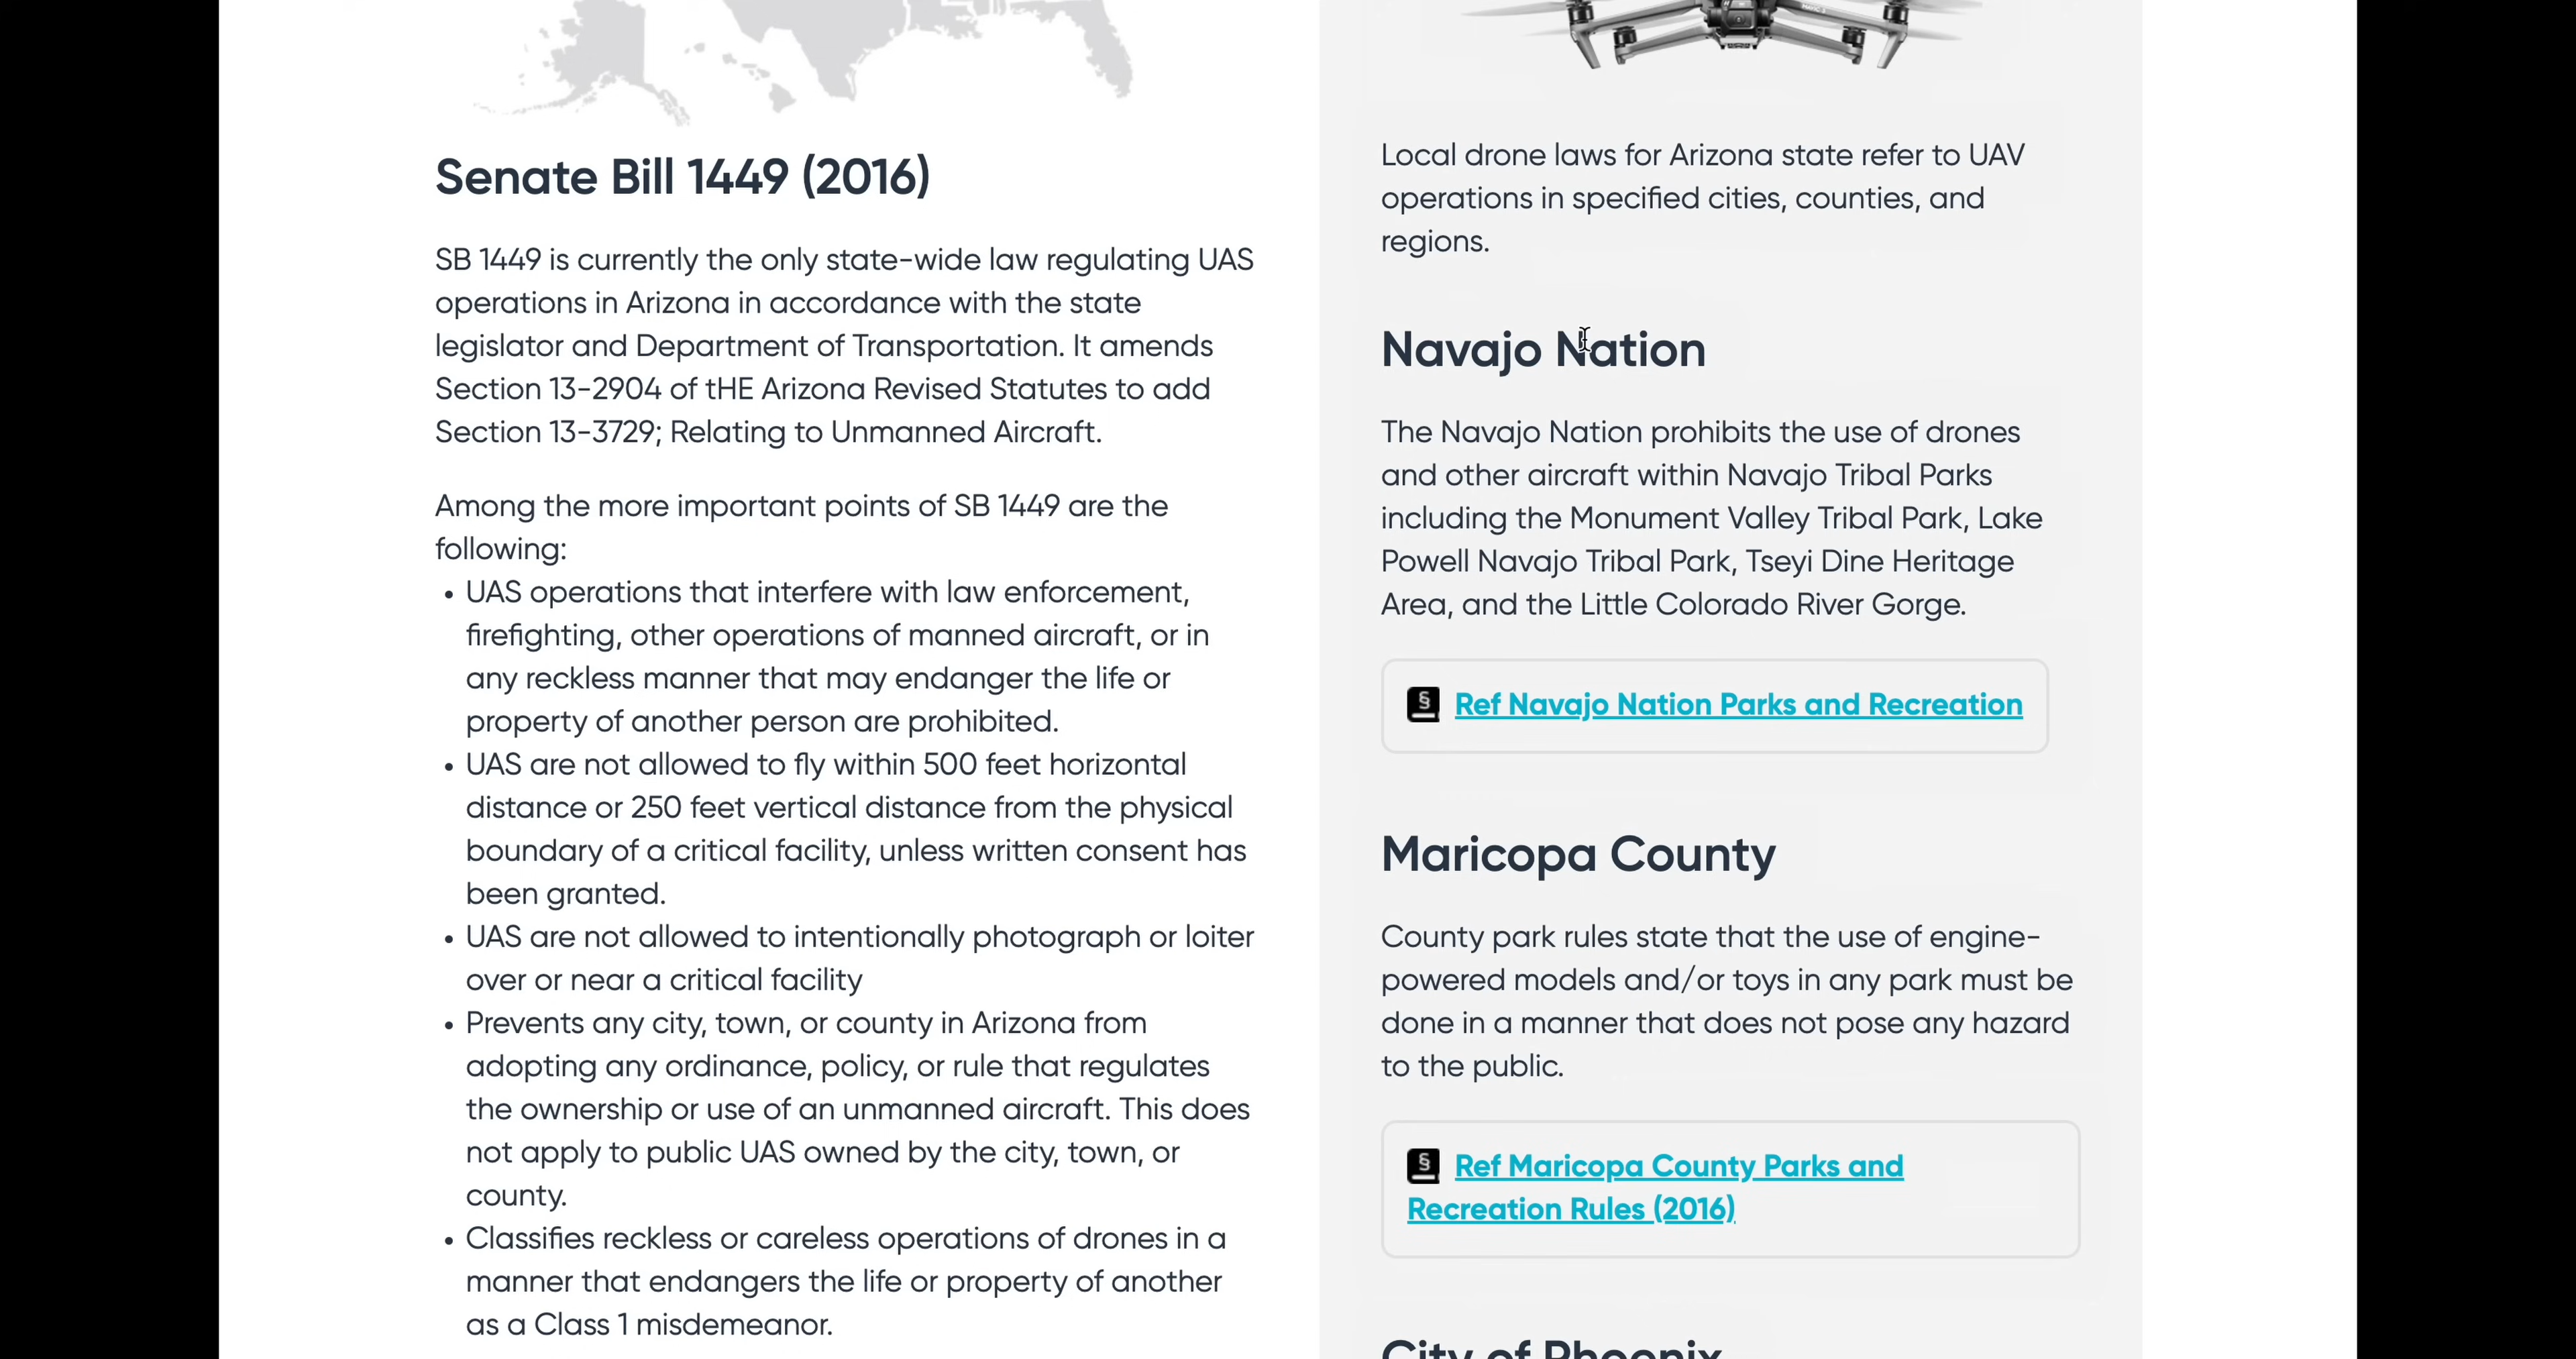 Senate Bill 1449 (2016)
SB 1449 is currently the only state-wide law regulating UAS
operations in Arizona in accordance with the state
legislator and Department of Transportation. It amends
Section 13-2904 of tHE Arizona Revised Statutes to add
Section 13-3729; Relating to Unmanned Aircraft.
Among the more important points of SB 1449 are the
following:
• UAS operations that interfere with law enforcement,
firefighting, other operations of manned aircraft, or in
any reckless manner that may endanger the life or
property of another person are prohibited.
• UAS are not allowed to fly within 500 feet horizontal
distance or 250 feet vertical distance from the physical
boundary of a critical facility, unless written consent has
been granted.
• UAS are not allowed to intentionally photograph or loiter
over or near a critical facility
• Prevents any city, town, or county in Arizona from
adopting any ordinance, policy, or rule that regulates
the ownership or use of an unmanned aircraft. This does
not apply to public UAS owned by the city, town, or
county.
• Classifies reckless or careless operations of drones in a
manner that endangers the life or property of another
as a Class 1 misdemeanor.
Local drone laws for Arizona state refer to UAV
operations in specified cities, counties, and
regions.
Navajo Nation
The Navajo Nation prohibits the use of drones
and other aircraft within Navajo Tribal Parks
including the Monument Valley Tribal Park, Lake
Powell Navajo Tribal Park, Tseyi Dine Heritage
Area, and the Little Colorado River Gorge.
§ Ref Navajo Nation Parks and Recreation
Maricopa County
County park rules state that the use of engine-
powered models and/or toys in any park must be
done in a manner that does not pose any hazard
to the public.
§ Ref Maricopa County Parks and
Recreation Rules (2016)
City of Phoenix